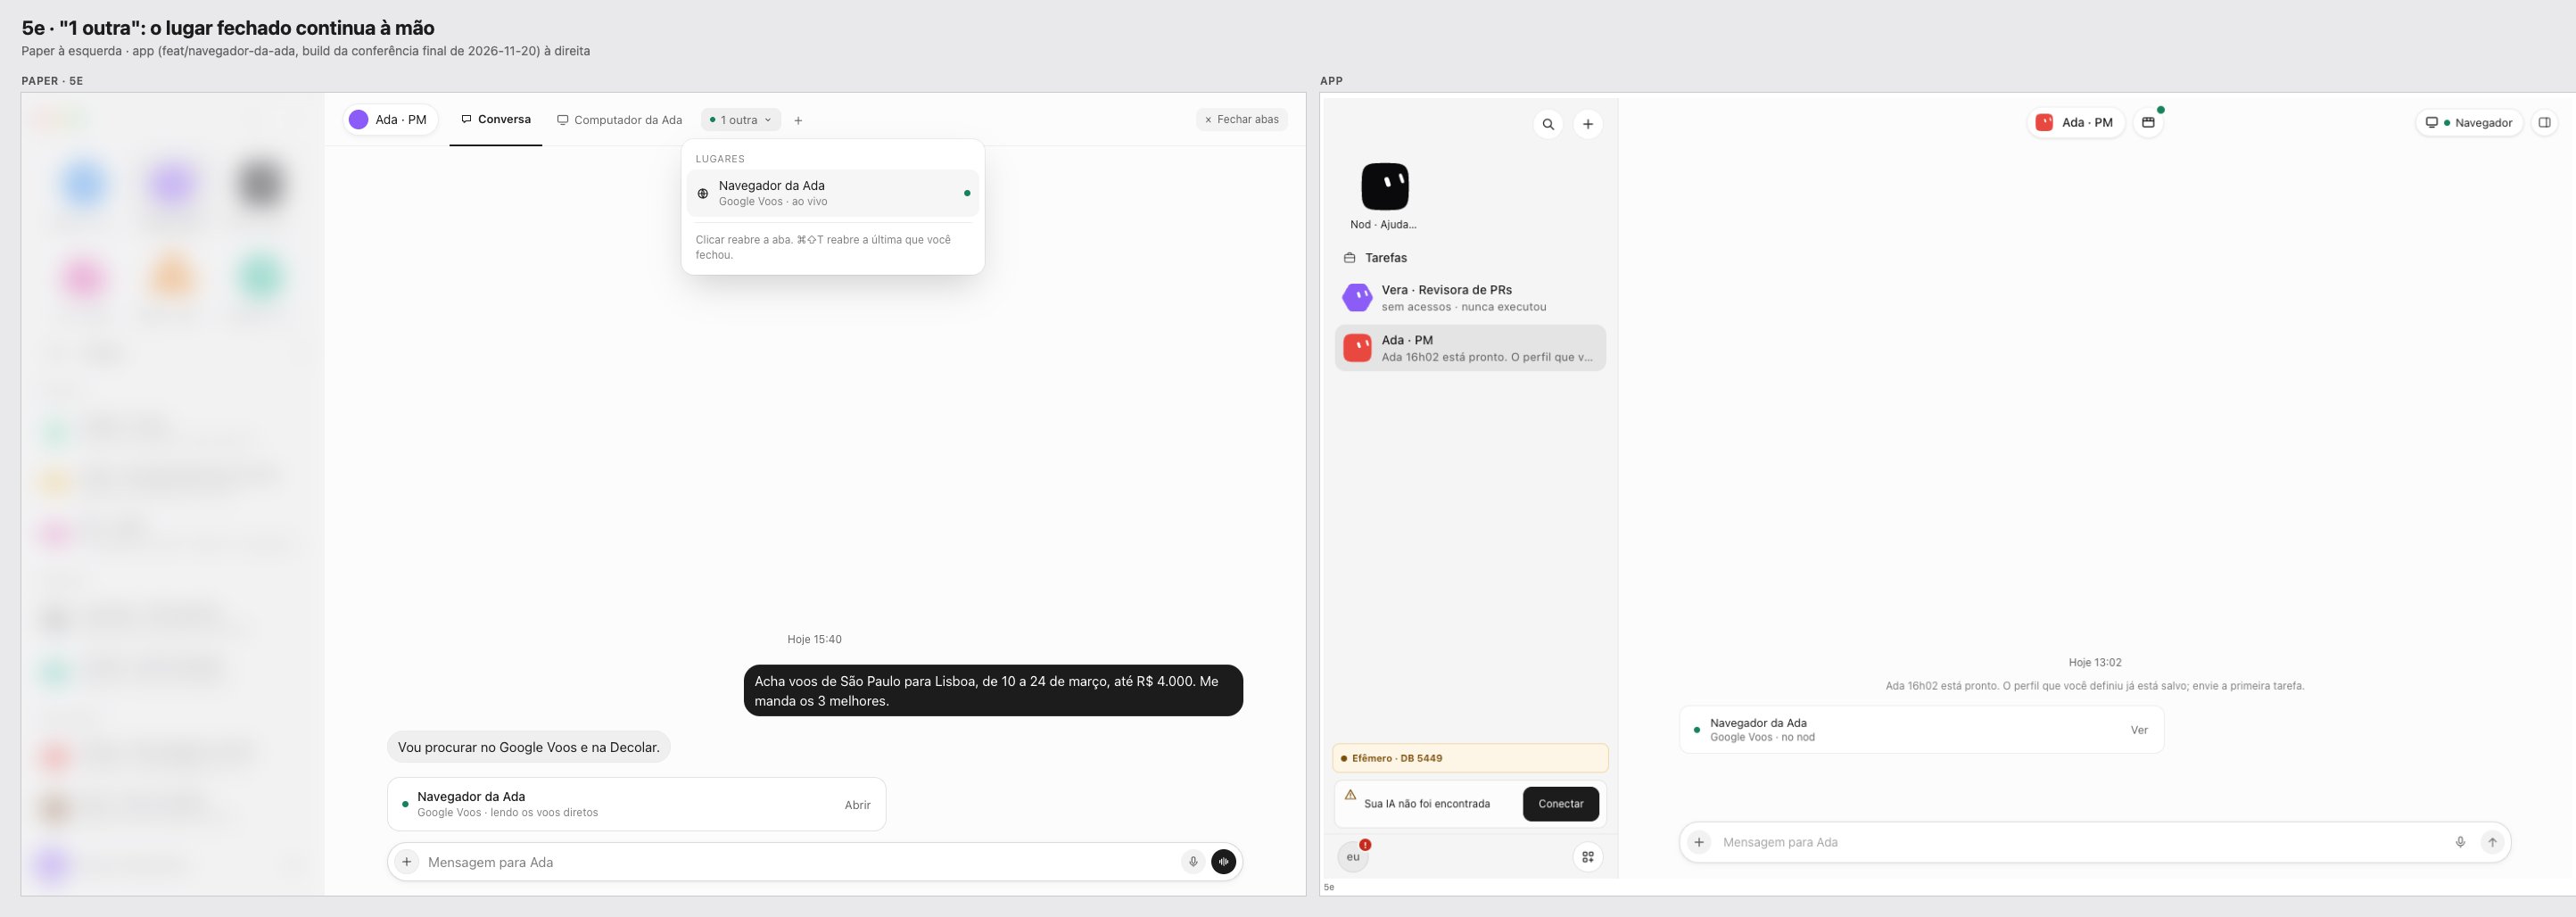 5e · "1 outra": o lugar fechado continua à mão
Paper à esquerda · app (feat/navegador-da-ada, build da conferência final de 2026-11-20) à direita
PAPER · 5E
Ada · PM
Conversa
Computador da Ada
1 outra
Fechar abas
LUGARES
Navegador da Ada
Google Voos · ao vivo
Clicar reabre a aba. ⌘⇧T reabre a última que você
fechou.
Hoje 15:40
Acha voos de São Paulo para Lisboa, de 10 a 24 de março, até R$ 4.000. Me
manda os 3 melhores.
Vou procurar no Google Voos e na Decolar.
Navegador da Ada
Google Voos · lendo os voos diretos
Abrir
Mensagem para Ada
APP
Nod · Ajuda...
Tarefas
Vera · Revisora de PRs
sem acessos · nunca executou
Ada · PM
Ada 16h02 está pronto. O perfil que v...
Efêmero · DB 5449
Sua IA não foi encontrada
Conectar
eu
5e
Ada · PM
Navegador
Hoje 13:02
Ada 16h02 está pronto. O perfil que você definiu já está salvo; envie a primeira tarefa.
Navegador da Ada
Google Voos · no nod
Ver
Mensagem para Ada